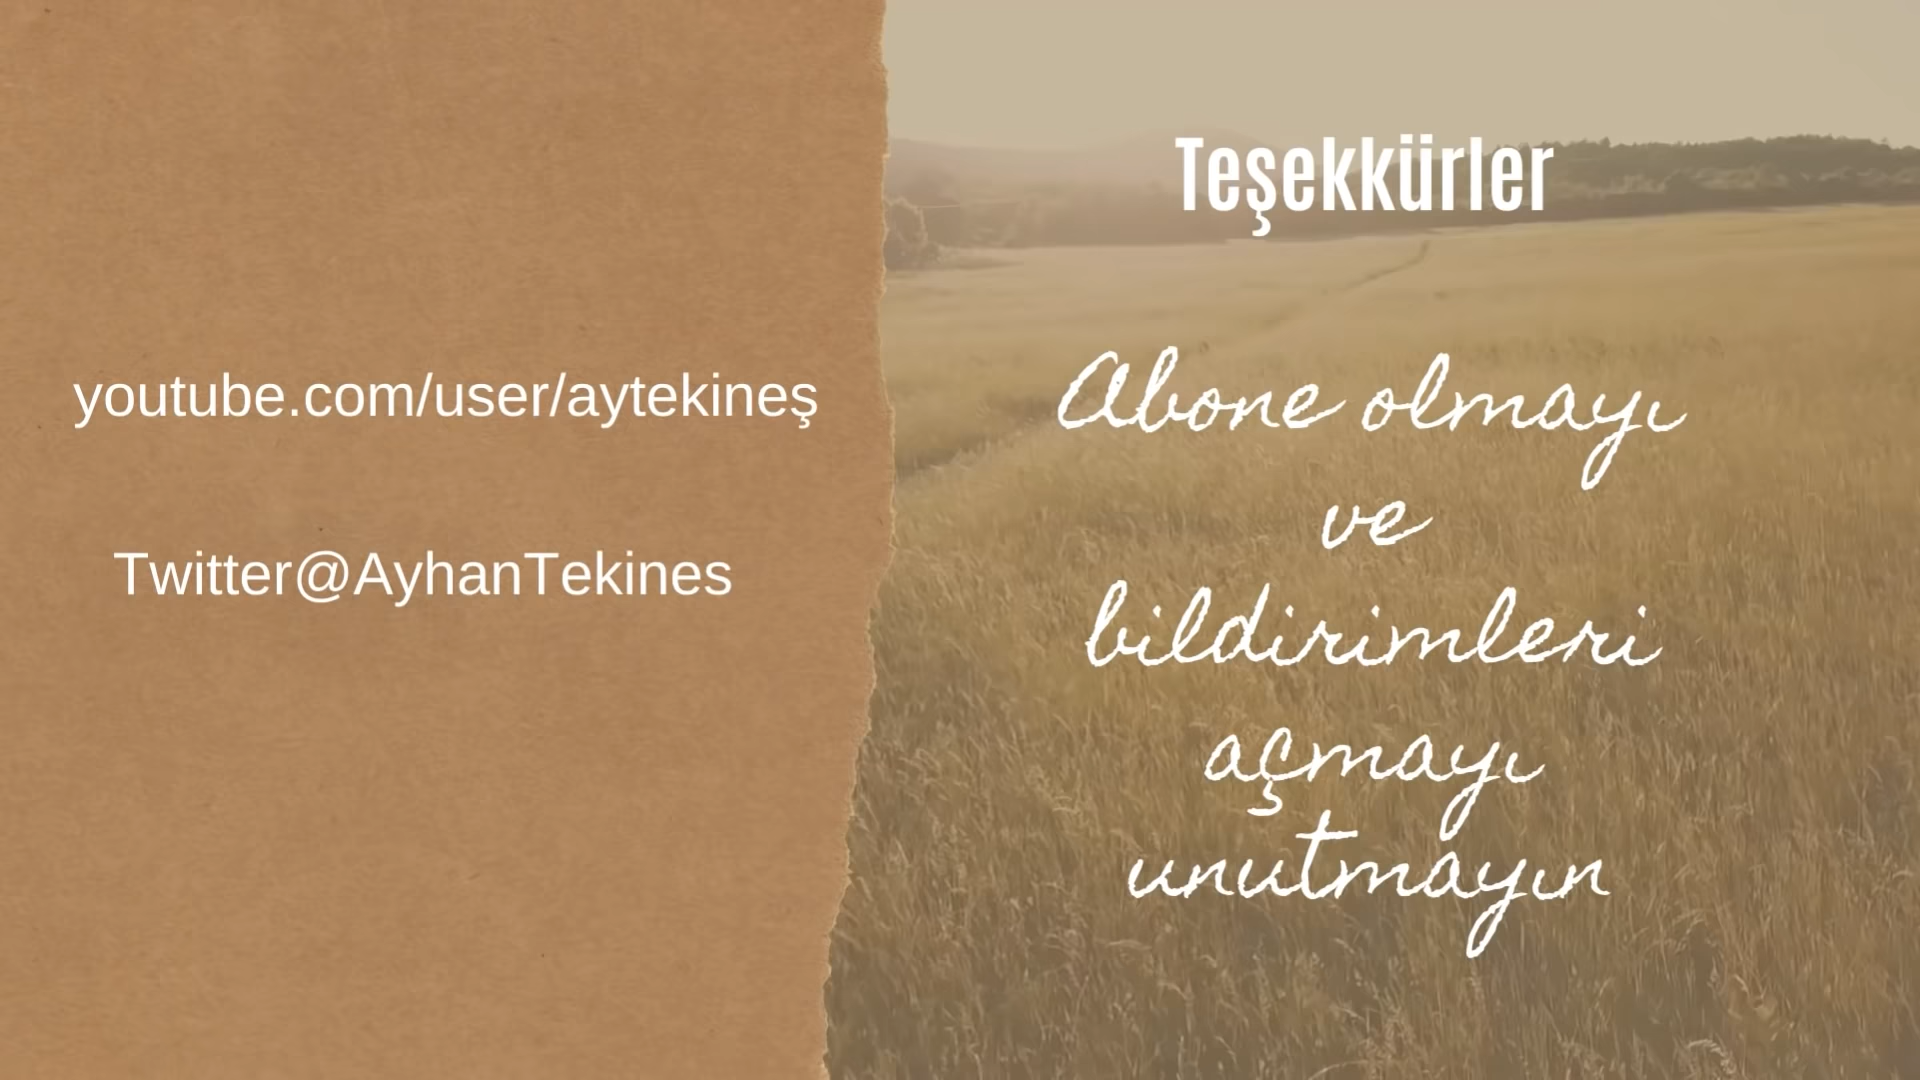 youtube.com/user/aytekineş
Twitter@AyhanTekines
Teşekkürler
Abone olmayı
ve
bildirimleri
açmayı
unutmayın